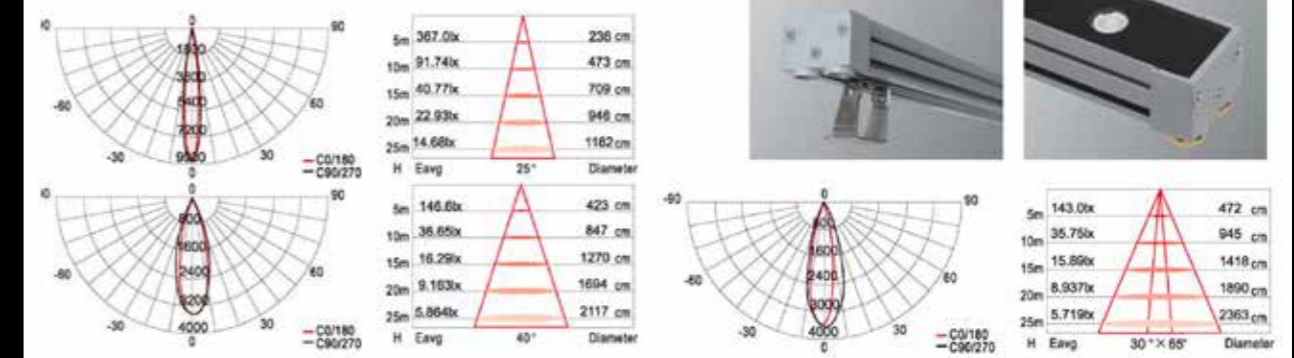 0
90
1800
5400
7200
-60
60
-30
30
0
C0/180
C90/270
5m 367.0lx 236 cm
10m 91.74lx 473 cm
15m 40.77lx 709 cm
20m 22.93lx 946 cm
25m 14.68lx 1182 cm
H Eavg 25° Diameter
0
90
800
1600
2400
3200
4000
-60
60
-30
30
0
C0/180
C90/270
5m 146.6lx 423 cm
10m 36.65lx 847 cm
15m 16.29lx 1270 cm
20m 9.163lx 1694 cm
25m 5.864lx 2117 cm
H Eavg 40° Diameter
0
-90
90
800
1600
2400
4000
-60
60
-30
30
0
C0/180
C90/270
5m 143.0lx 472 cm
10m 35.75lx 945 cm
15m 15.89lx 1418 cm
20m 8.937lx 1890 cm
25m 5.719lx 2363 cm
H Eavg 30°×65° Diameter